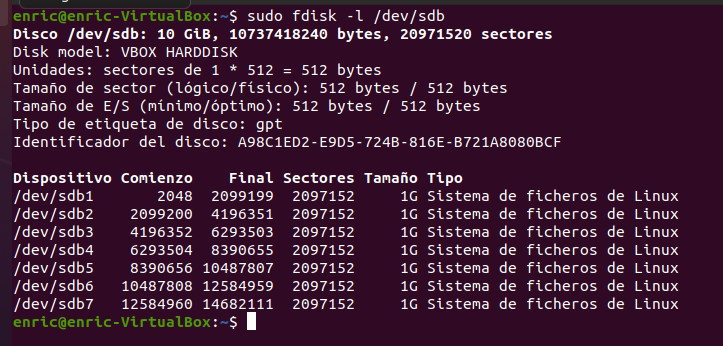 enric@enric-VirtualBox:~$ sudo fdisk -l /dev/sdb
Disco /dev/sdb: 10 GiB, 10737418240 bytes, 20971520 sectores
Disk model: VBOX HARDDISK
Unidades: sectores de 1 * 512 = 512 bytes
Tamaño de sector (lógico/físico): 512 bytes / 512 bytes
Tamaño de E/S (mínimo/óptimo): 512 bytes / 512 bytes
Tipo de etiqueta de disco: gpt
Identificador del disco: A98C1ED2-E9D5-724B-816E-B721A8080BCF
Dispositivo Comienzo    Final Sectores Tamaño Tipo
/dev/sdb1       2048  2099199  2097152     1G Sistema de ficheros de Linux
/dev/sdb2    2099200  4196351  2097152     1G Sistema de ficheros de Linux
/dev/sdb3    4196352  6293503  2097152     1G Sistema de ficheros de Linux
/dev/sdb4    6293504  8390655  2097152     1G Sistema de ficheros de Linux
/dev/sdb5    8390656 10487807  2097152     1G Sistema de ficheros de Linux
/dev/sdb6   10487808 12584959  2097152     1G Sistema de ficheros de Linux
/dev/sdb7   12584960 14682111  2097152     1G Sistema de ficheros de Linux
enric@enric-VirtualBox:~$